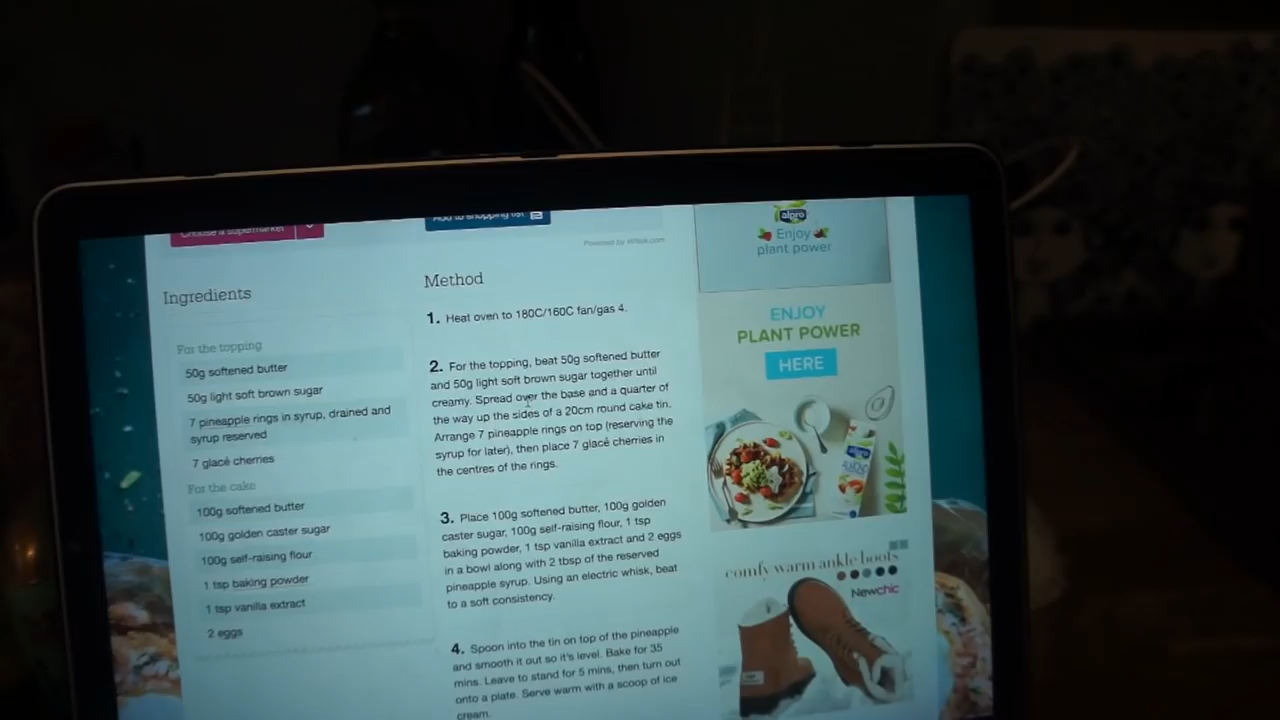 Choose a supermarket
Add to shopping list
Powered by Whisk.com
Ingredients
For the topping
50g softened butter
50g light soft brown sugar
7 pineapple rings in syrup, drained and
syrup reserved
7 glacé cherries
For the cake
100g softened butter
100g golden caster sugar
100g self-raising flour
1 tsp baking powder
1 tsp vanilla extract
2 eggs
Method
1. Heat oven to 180C/160C fan/gas 4.
2. For the topping, beat 50g softened butter
and 50g light soft brown sugar together until
creamy. Spread over the base and a quarter of
the way up the sides of a 20cm round cake tin.
Arrange 7 pineapple rings on top (reserving the
syrup for later), then place 7 glacé cherries in
the centres of the rings.
3. Place 100g softened butter, 100g golden
caster sugar, 100g self-raising flour, 1 tsp
baking powder, 1 tsp vanilla extract and 2 eggs
in a bowl along with 2 tbsp of the reserved
pineapple syrup. Using an electric whisk, beat
to a soft consistency.
4. Spoon into the tin on top of the pineapple
and smooth it out so it's level. Bake for 35
mins. Leave to stand for 5 mins, then turn out
onto a plate. Serve warm with a scoop of ice
cream.
alpro
Enjoy
plant power
ENJOY
PLANT POWER
HERE
alpro
comfy warm ankle boots
Newchic